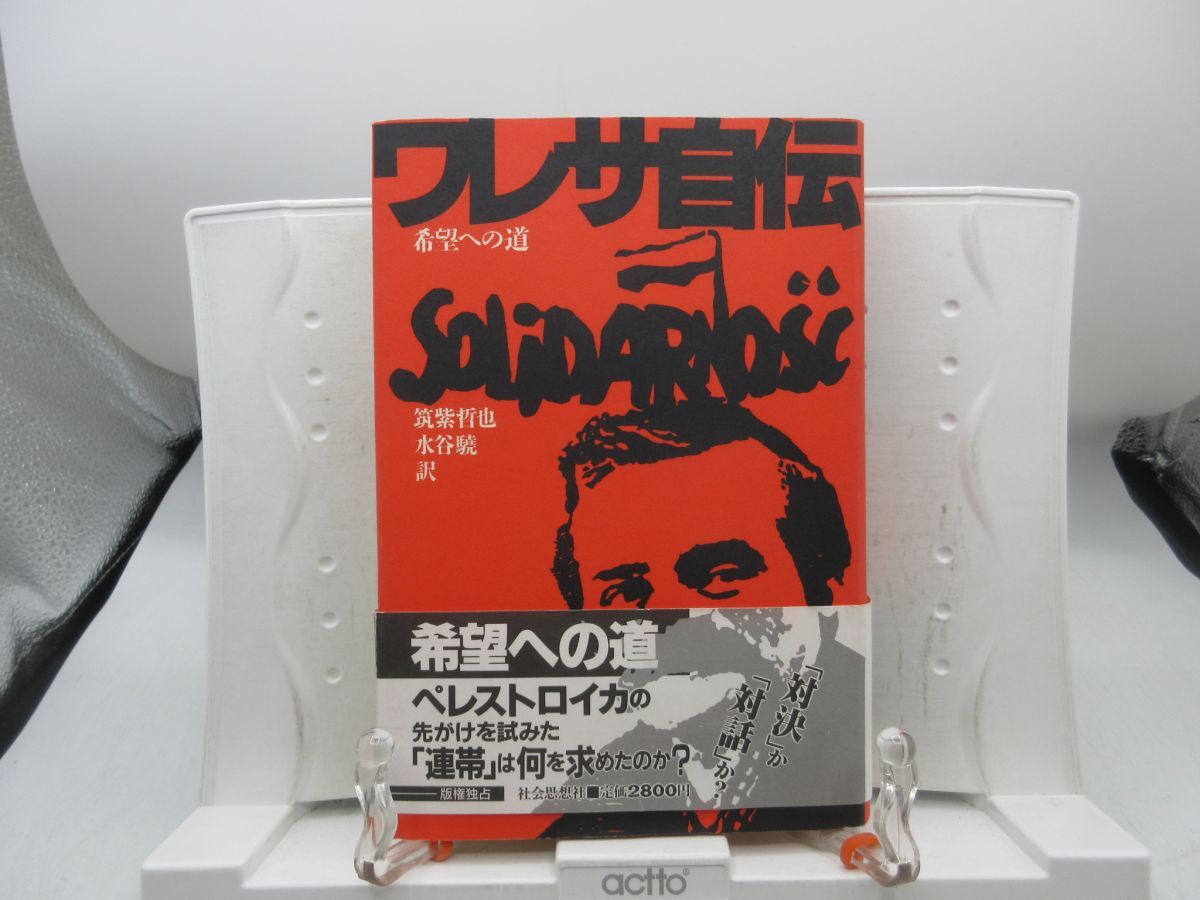 ワレサ自伝
希望への道
SOLIDARNOŚĆ
筑紫哲也
水谷驍
訳
希望への道
ペレストロイカの
先がけを試みた
「連帯」は何を求めたのか?
「対決」か
「対話」か?
版権独占 社会思想社■定価2800円
actto®